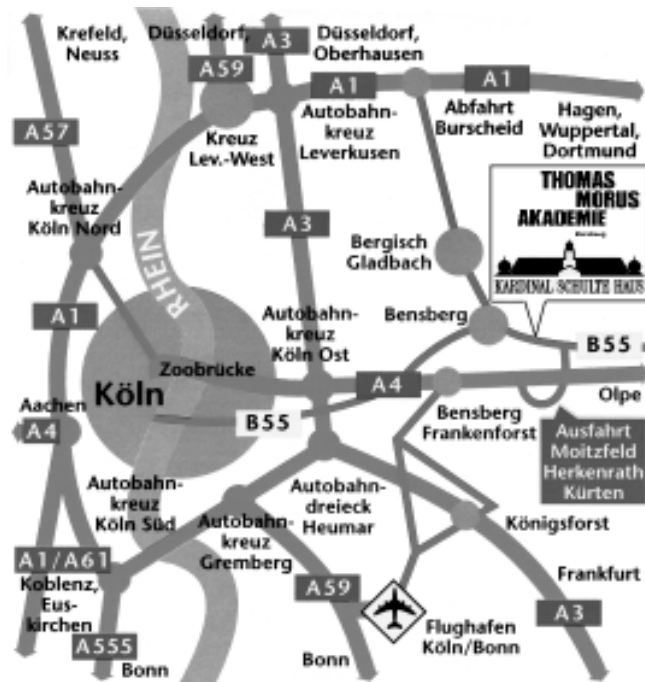 Krefeld,
Neuss
Düsseldorf,
A59
A3
Düsseldorf,
Oberhausen
A1
A1
Autobahn-
kreuz
Leverkusen
Abfahrt
Burscheid
Hagen,
Wuppertal,
Dortmund
A57
Kreuz
Lev.-West
Autobahn-
kreuz
Köln Nord
THOMAS
MORUS
AKADEMIE
Bensberg
KARDINAL SCHULTE HAUS
A3
RHEIN
Bergisch
Gladbach
A1
Autobahn-
kreuz
Köln Ost
Bensberg
B55
Zoobrücke
Köln
A4
Olpe
Aachen
A4
B55
Bensberg
Frankenforst
Ausfahrt
Moitzfeld
Herkenrath
Kürten
Autobahn-
kreuz
Köln Süd
Autobahn-
kreuz
Gremberg
Autobahn-
dreieck
Heumar
Königsforst
A1/A61
Koblenz,
Eus-
kirchen
A59
Frankfurt
A3
A555
Bonn
Bonn
Flughafen
Köln/Bonn